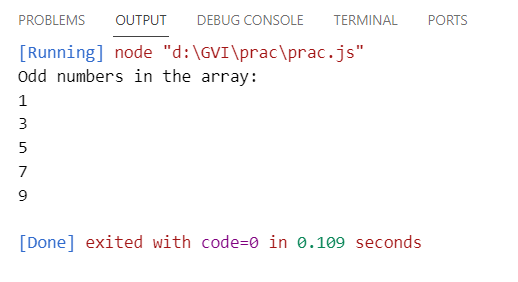 PROBLEMS OUTPUT DEBUG CONSOLE TERMINAL PORTS
[Running] node "d:\GVI\prac\prac.js"
Odd numbers in the array:
1
3
5
7
9
[Done] exited with code=0 in 0.109 seconds